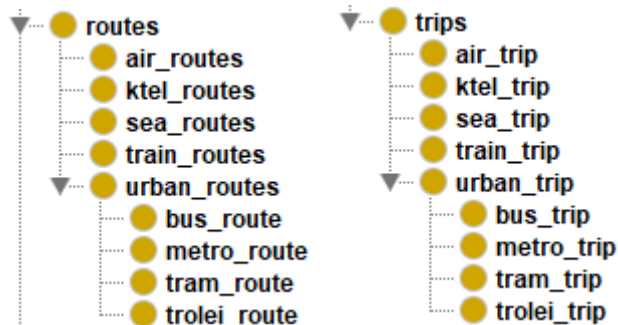 routes
air_routes
ktel_routes
sea_routes
train_routes
urban_routes
bus_route
metro_route
tram_route
trolei_route
trips
air_trip
ktel_trip
sea_trip
train_trip
urban_trip
bus_trip
metro_trip
tram_trip
trolei_trip